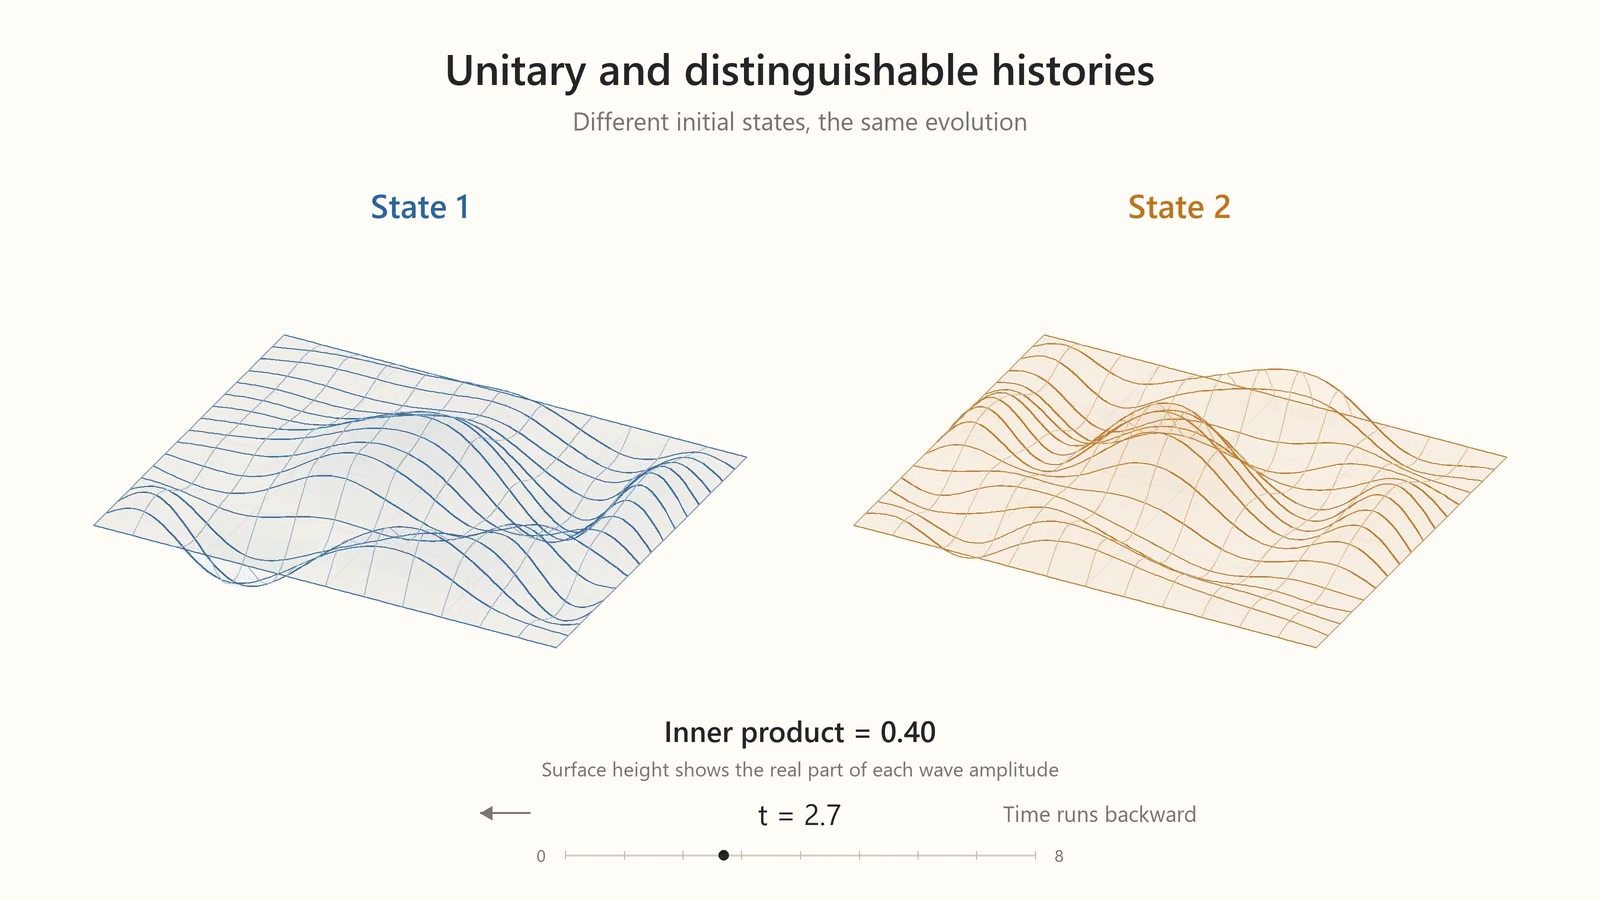 Unitary and distinguishable histories
Different initial states, the same evolution
State 1
State 2
Inner product = 0.40
Surface height shows the real part of each wave amplitude
t = 2.7
Time runs backward
0
8